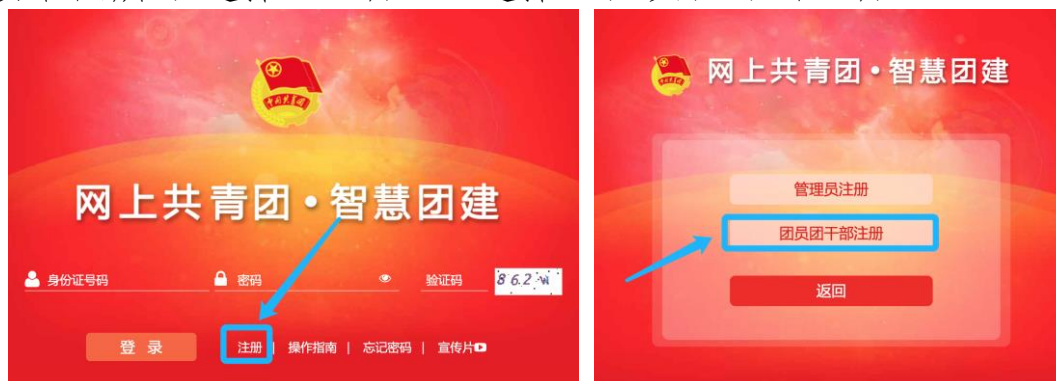 网上共青团·智慧团建
身份证号码
密码
验证码
862W
登 录
注册 | 操作指南 | 忘记密码 | 宣传片
网上共青团·智慧团建
管理员注册
团员团干部注册
返回